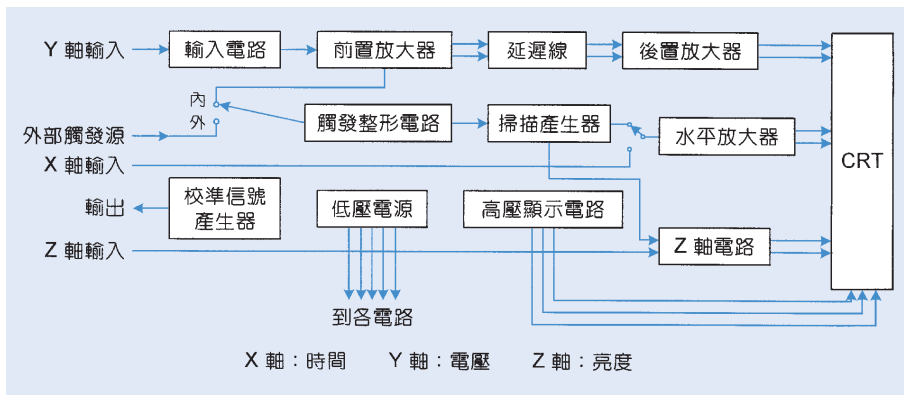 Y 軸輸入
輸入電路
前置放大器
延遲線
後置放大器
內
外
外部觸發源
觸發整形電路
掃描產生器
水平放大器
CRT
X 軸輸入
輸出
校準信號
產生器
低壓電源
高壓顯示電路
Z 軸輸入
Z 軸電路
到各電路
X 軸：時間 Y 軸：電壓 Z 軸：亮度